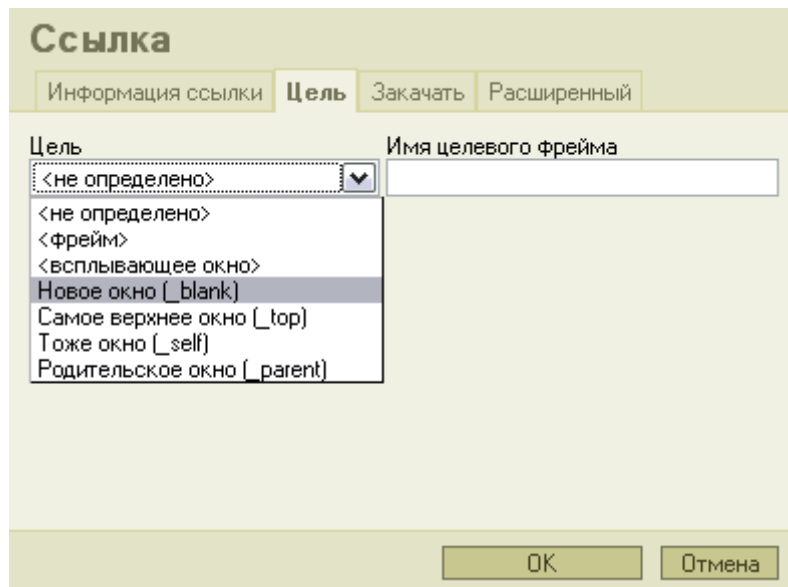 Ссылка
Информация ссылки Цель Закачать Расширенный
Цель Имя целевого фрейма
<не определено>
<не определено>
<фрейм>
<всплывающее окно>
Новое окно (_blank)
Самое верхнее окно (_top)
Тоже окно (_self)
Родительское окно (_parent)
OK Отмена